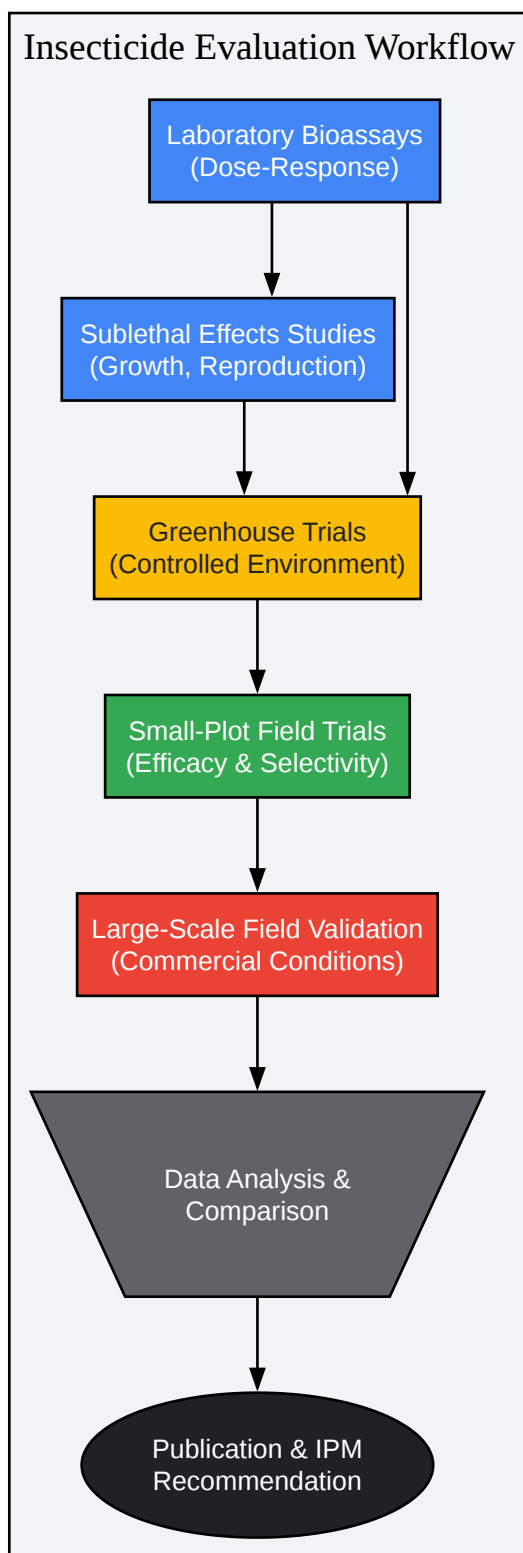 Insecticide Evaluation Workflow
Laboratory Bioassays
(Dose-Response)
Sublethal Effects Studies
(Growth, Reproduction)
Greenhouse Trials
(Controlled Environment)
Small-Plot Field Trials
(Efficacy & Selectivity)
Large-Scale Field Validation
(Commercial Conditions)
Data Analysis &
Comparison
Publication & IPM
Recommendation